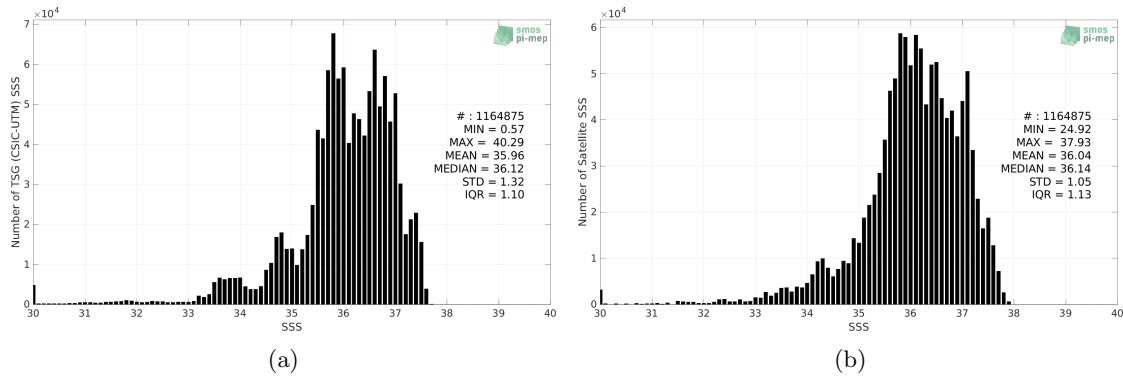 ×10⁴
7
6
5
4
3
2
1
0
Number of TSG (CSIC-UTM) SSS
smos
pi-mep
# : 1164875
MIN = 0.57
MAX = 40.29
MEAN = 35.96
MEDIAN = 36.12
STD = 1.32
IQR = 1.10
30 31 32 33 34 35 36 37 38 39 40
SSS
(a)
×10⁴
6
5
4
3
2
1
0
Number of Satellite SSS
smos
pi-mep
# : 1164875
MIN = 24.92
MAX = 37.93
MEAN = 36.04
MEDIAN = 36.14
STD = 1.05
IQR = 1.13
30 31 32 33 34 35 36 37 38 39 40
SSS
(b)